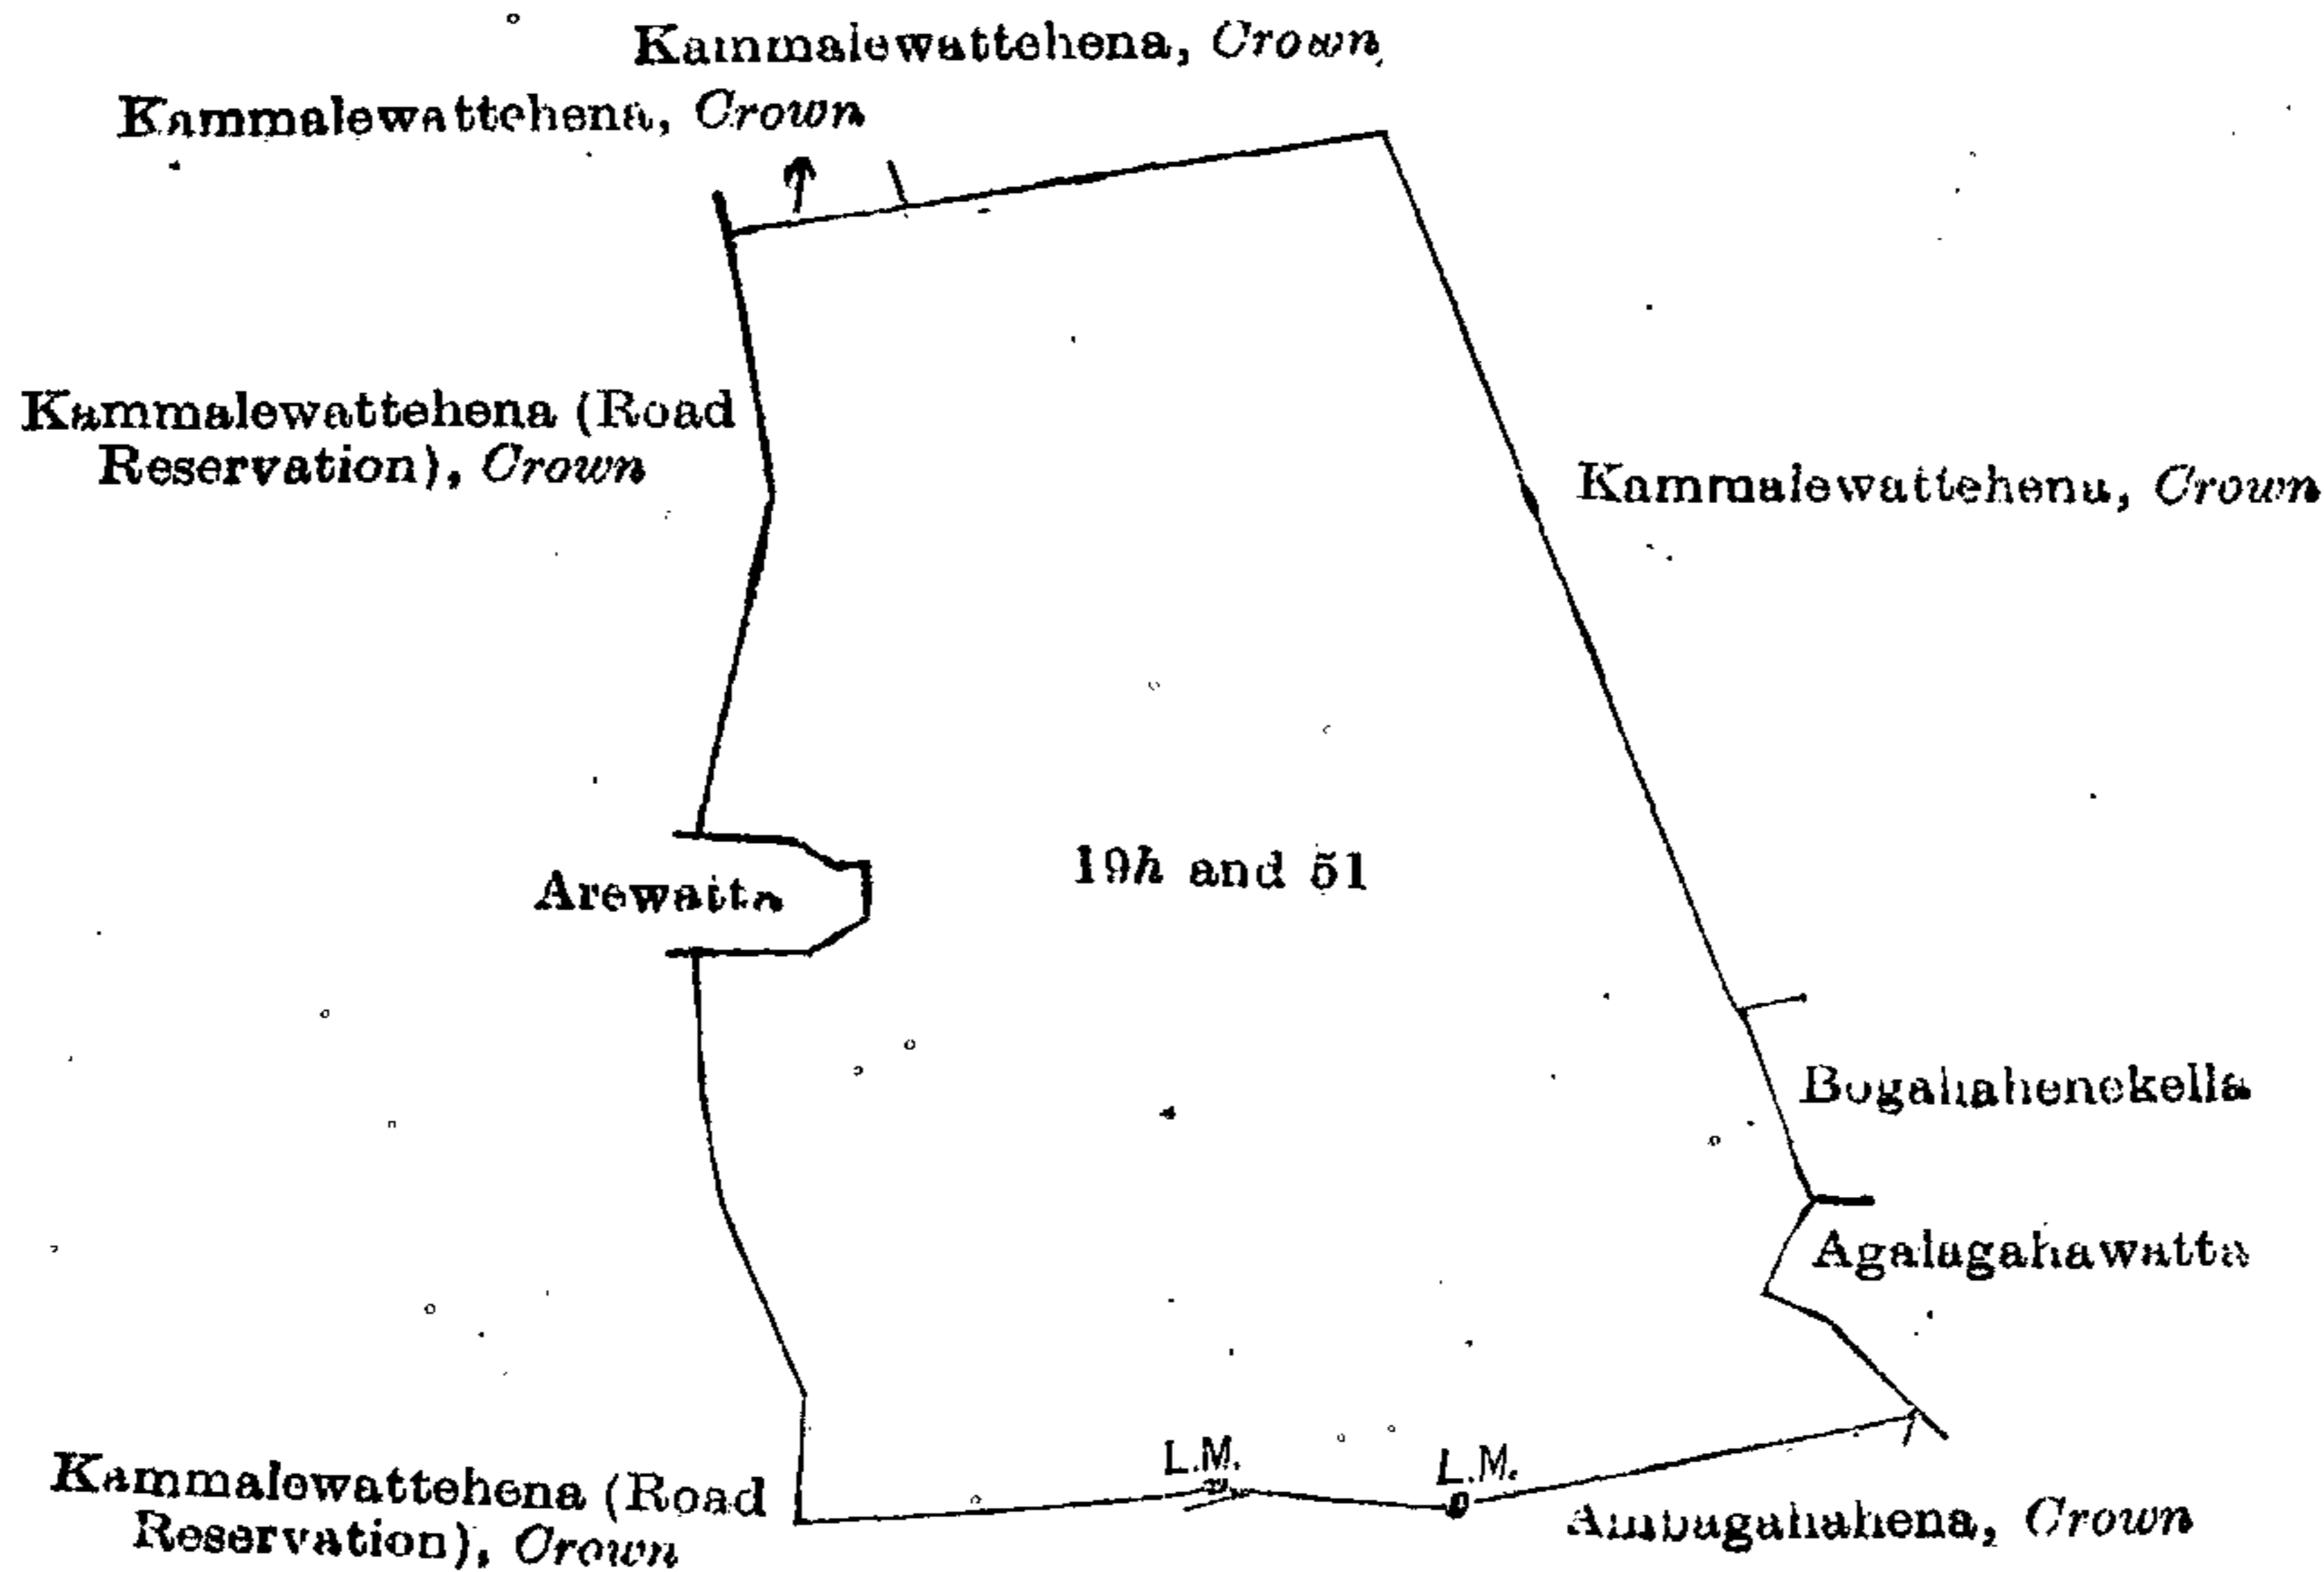 Kammalewattehena, Crown
Kammalewattehena, Crown
Kammalewattehena (Road
Reservation), Crown
Kammalewattehena, Crown
19h and 51
Arewatta
Bogahahenekella
Agalagahawatta
L.M.
L.M.
Kammalewattehena (Road
Reservation), Crown
Ambagahahena, Crown